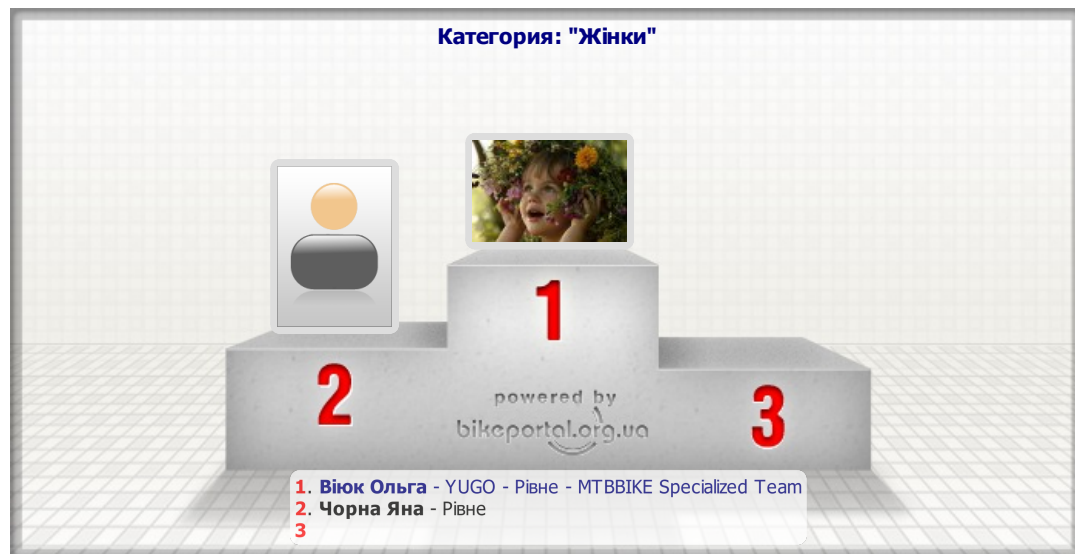 Категория: "Жінки"
1
2
3
powered by
bikeportal.org.ua
1. Віюк Ольга - YUGO - Рівне - MTBBIKE Specialized Team
2. Чорна Яна - Рівне
3